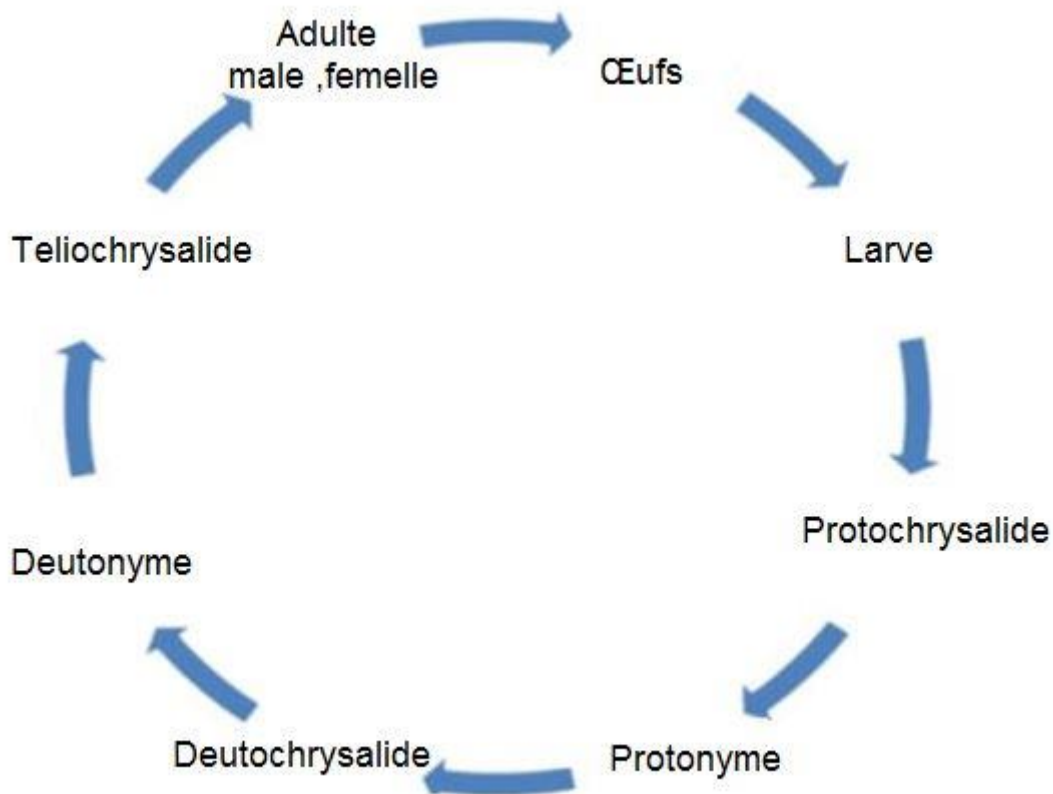 Adulte
male ,femelle
Œufs
Larve
Protochrysalide
Protonyme
Deutochrysalide
Deutonyme
Teliochrysalide